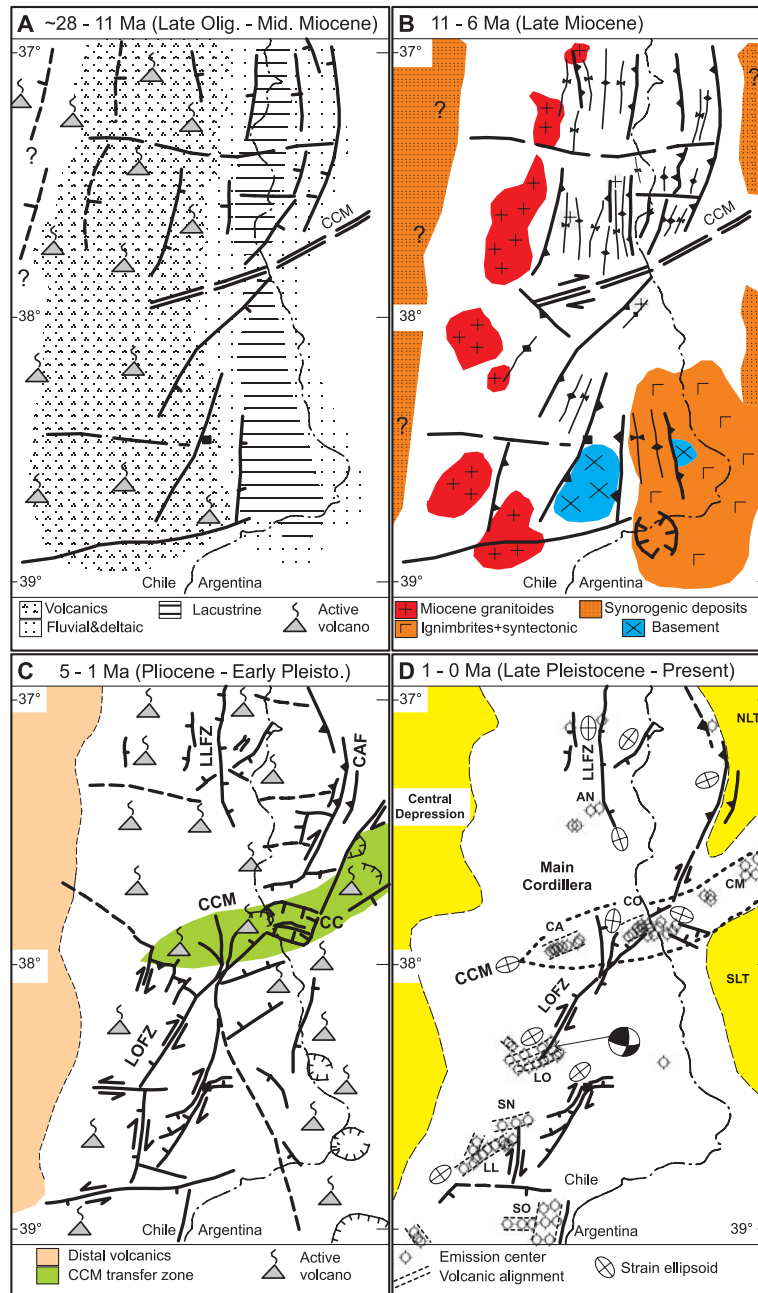 A ~28 - 11 Ma (Late Olig. - Mid. Miocene)
37°
?
?
CCM
38°
39°
Chile Argentina
Volcanics
Fluvial&deltaic
Lacustrine
Active
volcano
B 11 - 6 Ma (Late Miocene)
37°
?
?
CCM
38°
?
39°
Chile Argentina
Miocene granitoides
Ignimbrites+syntectonic
Synorogenic deposits
Basement
C 5 - 1 Ma (Pliocene - Early Pleisto.)
37°
LLFZ
CAF
CCM
CC
38°
LOFZ
39°
Chile Argentina
Distal volcanics
CCM transfer zone
Active
volcano
D 1 - 0 Ma (Late Pleistocene - Present)
37°
NLT
LLFZ
Central
Depression
AN
Main
Cordillera
CM
CO
CA
38°
CCM
SLT
LOFZ
LO
SN
LL
Chile
SO
Argentina
39°
Emission center
Volcanic alignment
Strain ellipsoid